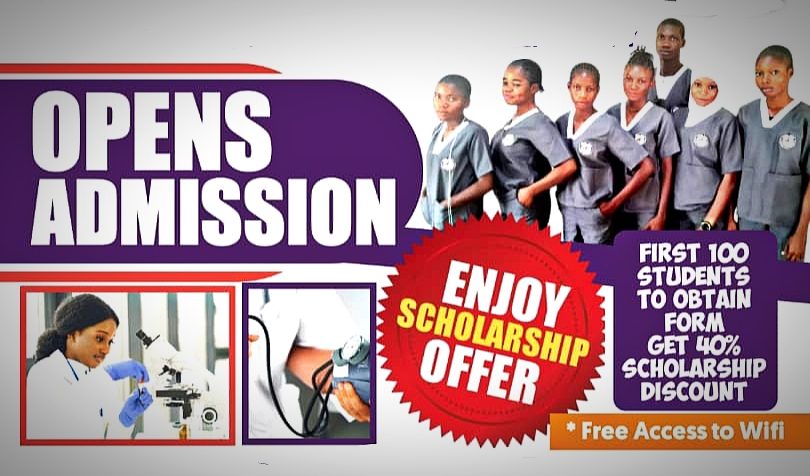 OPENS
ADMISSION
ENJOY
SCHOLARSHIP
OFFER
FIRST 100
STUDENTS
TO OBTAIN
FORM
GET 40%
SCHOLARSHIP
DISCOUNT
* Free Access to Wifi